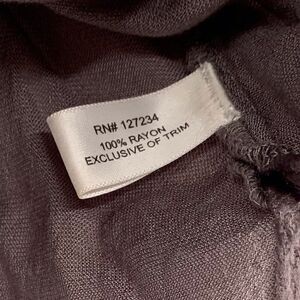 RN# 127234
100% RAYON
EXCLUSIVE OF TRIM